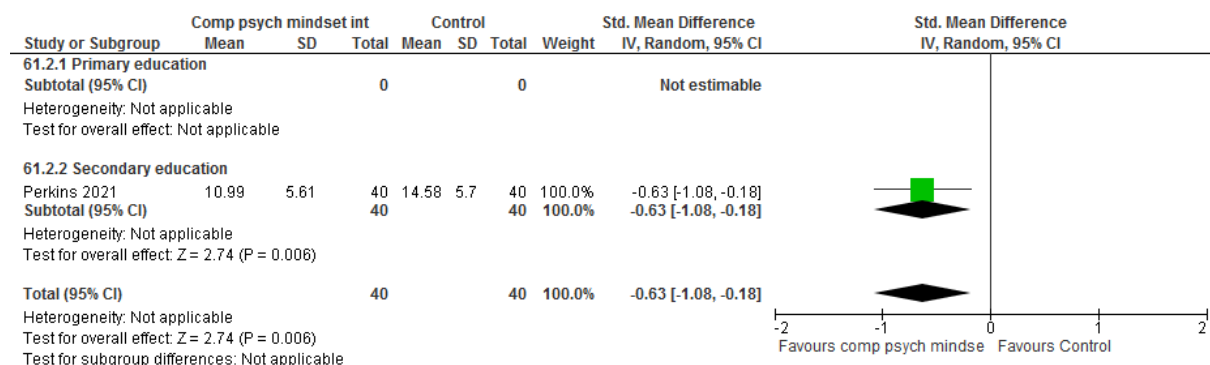 Comp psych mindset int Control Std. Mean Difference Std. Mean Difference
Study or Subgroup Mean SD Total Mean SD Total Weight IV, Random, 95% CI IV, Random, 95% CI
61.2.1 Primary education
Subtotal (95% CI) 0 0 Not estimable
Heterogeneity: Not applicable
Test for overall effect: Not applicable
61.2.2 Secondary education
Perkins 2021 10.99 5.61 40 14.58 5.7 40 100.0% -0.63 [-1.08, -0.18]
Subtotal (95% CI) 40 40 100.0% -0.63 [-1.08, -0.18]
Heterogeneity: Not applicable
Test for overall effect: Z = 2.74 (P = 0.006)
Total (95% CI) 40 40 100.0% -0.63 [-1.08, -0.18]
Heterogeneity: Not applicable
Test for overall effect: Z = 2.74 (P = 0.006)
Test for subgroup differences: Not applicable
-2 -1 0 1 2
Favours comp psych mindse Favours Control